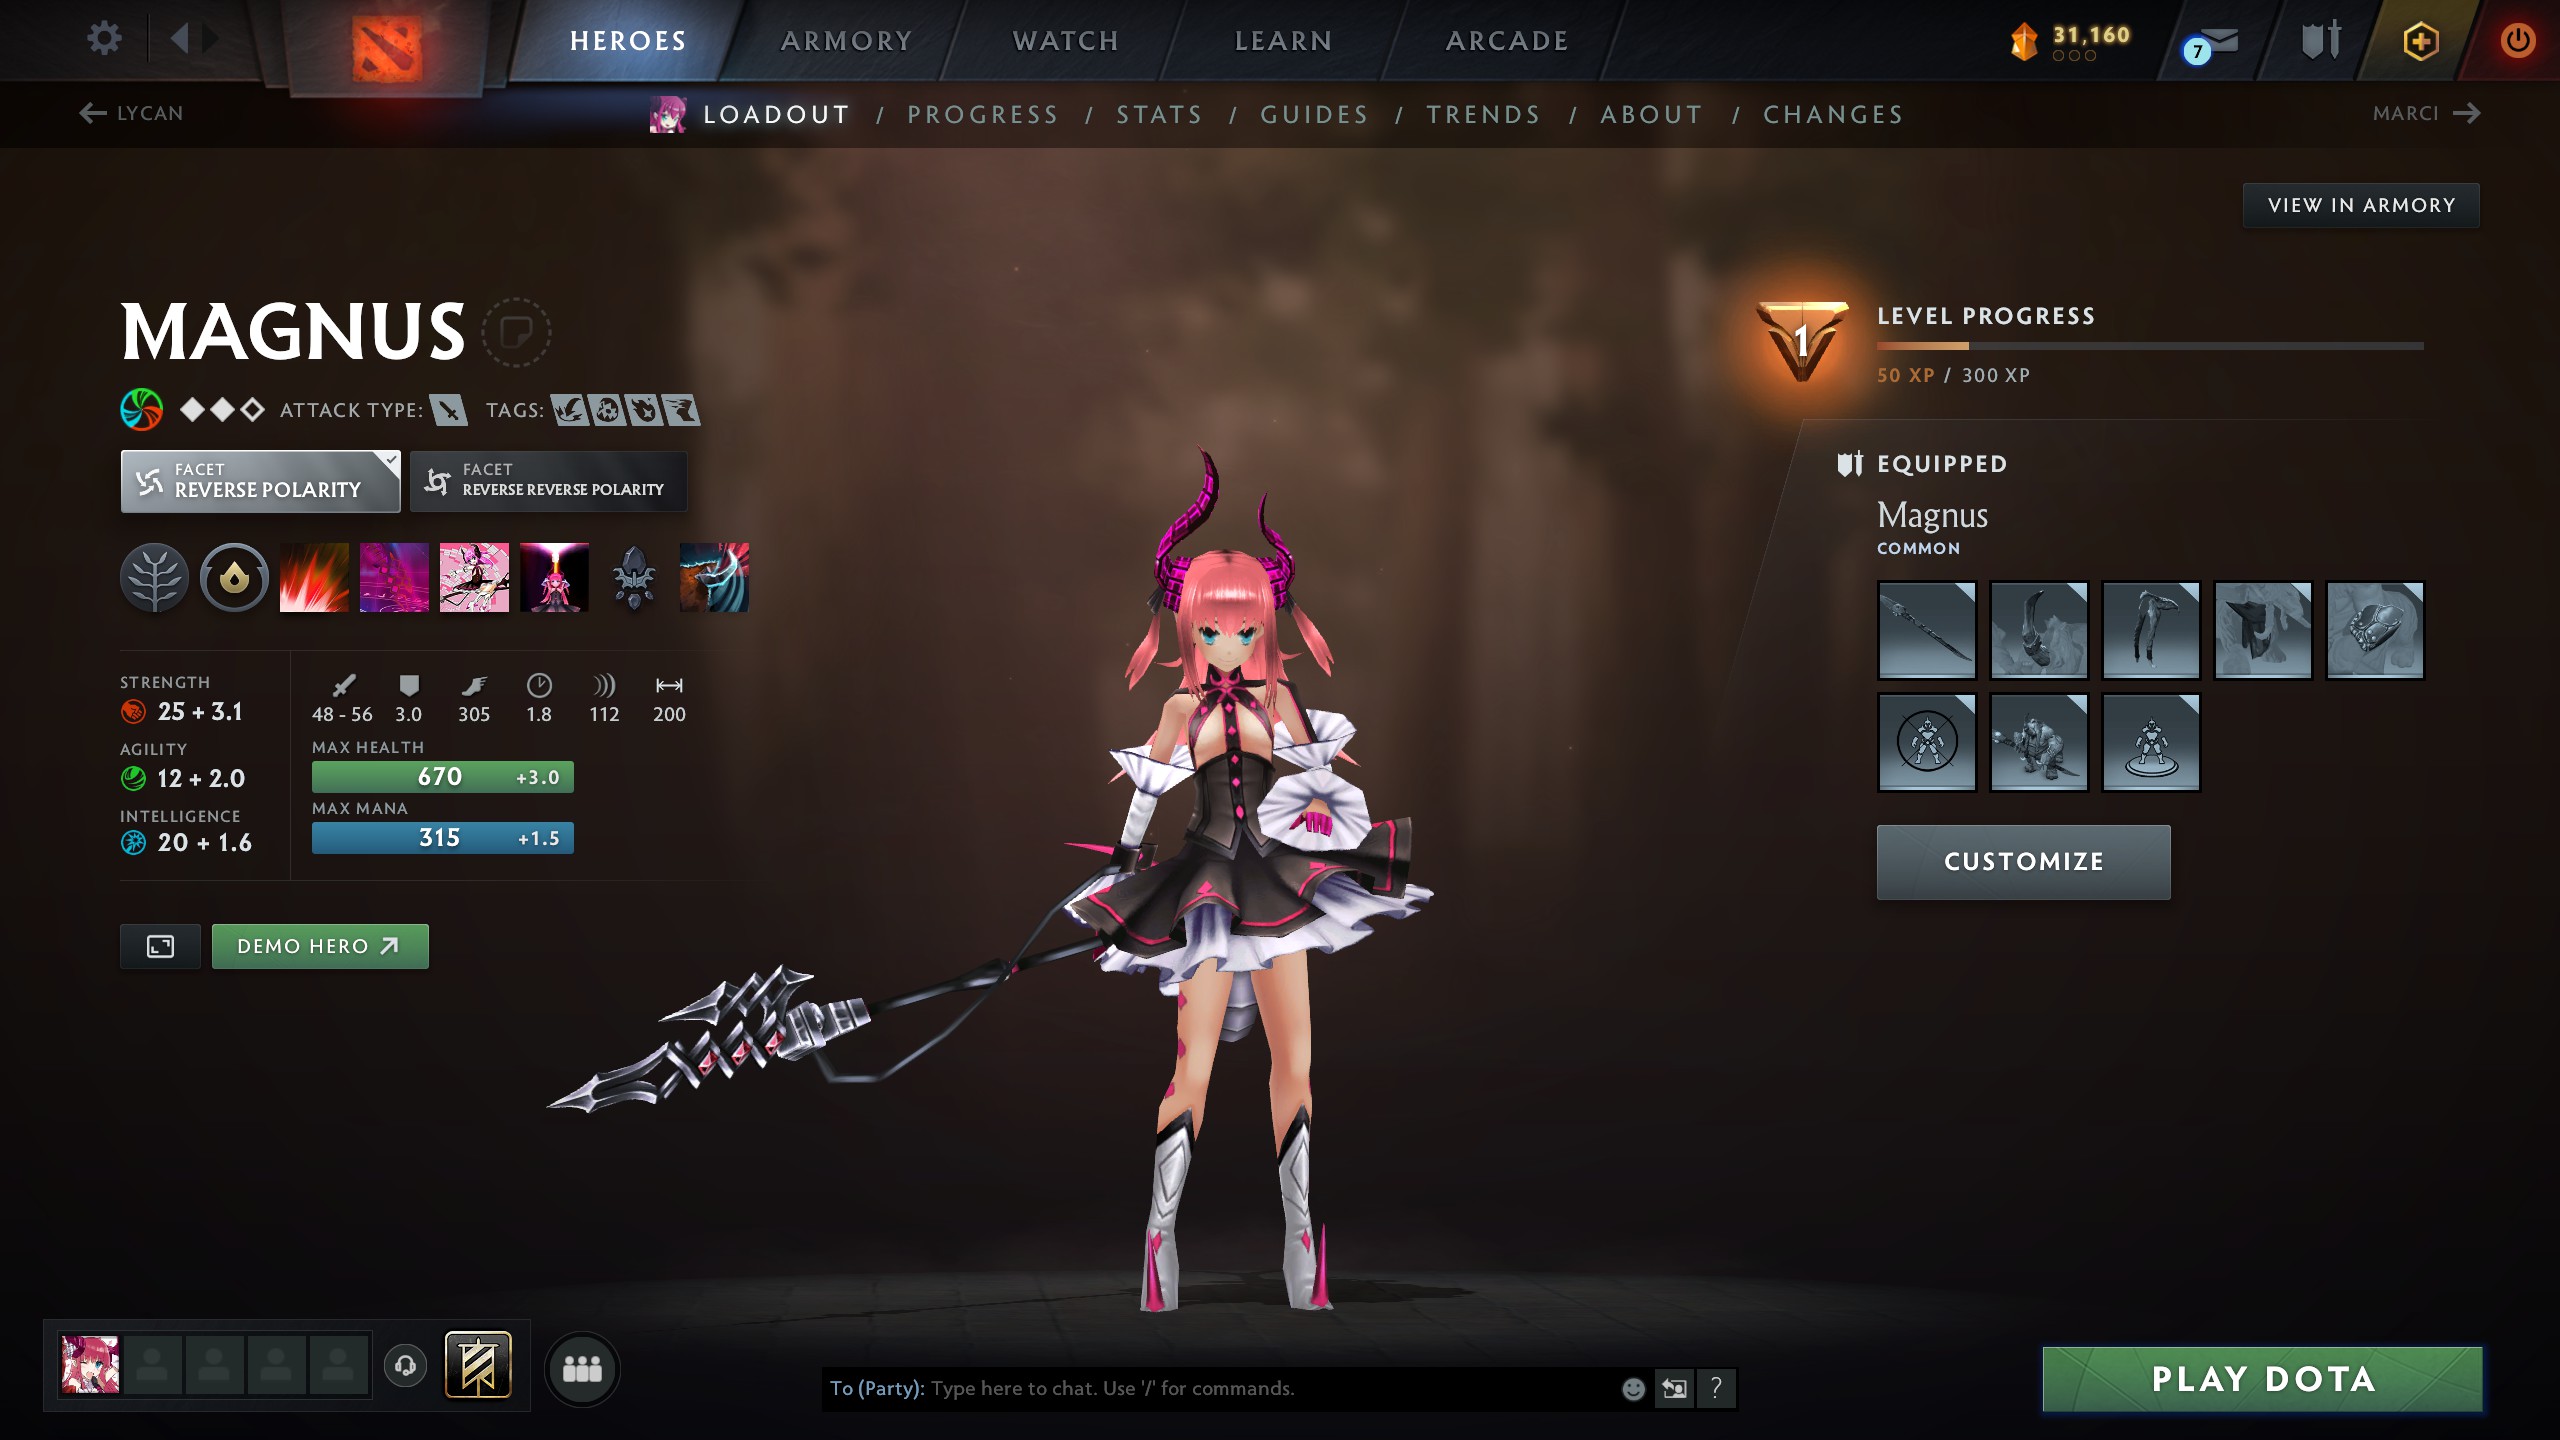 HEROES
ARMORY
WATCH
LEARN
ARCADE
31,160
7
LYCAN
LOADOUT / PROGRESS / STATS / GUIDES / TRENDS / ABOUT / CHANGES
MARCI
VIEW IN ARMORY
MAGNUS
ATTACK TYPE:
TAGS:
FACET
REVERSE POLARITY
FACET
REVERSE REVERSE POLARITY
STRENGTH
25 + 3.1
AGILITY
12 + 2.0
INTELLIGENCE
20 + 1.6
48 - 56
3.0
305
1.8
112
200
MAX HEALTH
670 +3.0
MAX MANA
315 +1.5
DEMO HERO
1
LEVEL PROGRESS
50 XP / 300 XP
EQUIPPED
Magnus
COMMON
CUSTOMIZE
To (Party): Type here to chat. Use '/' for commands.
?
PLAY DOTA